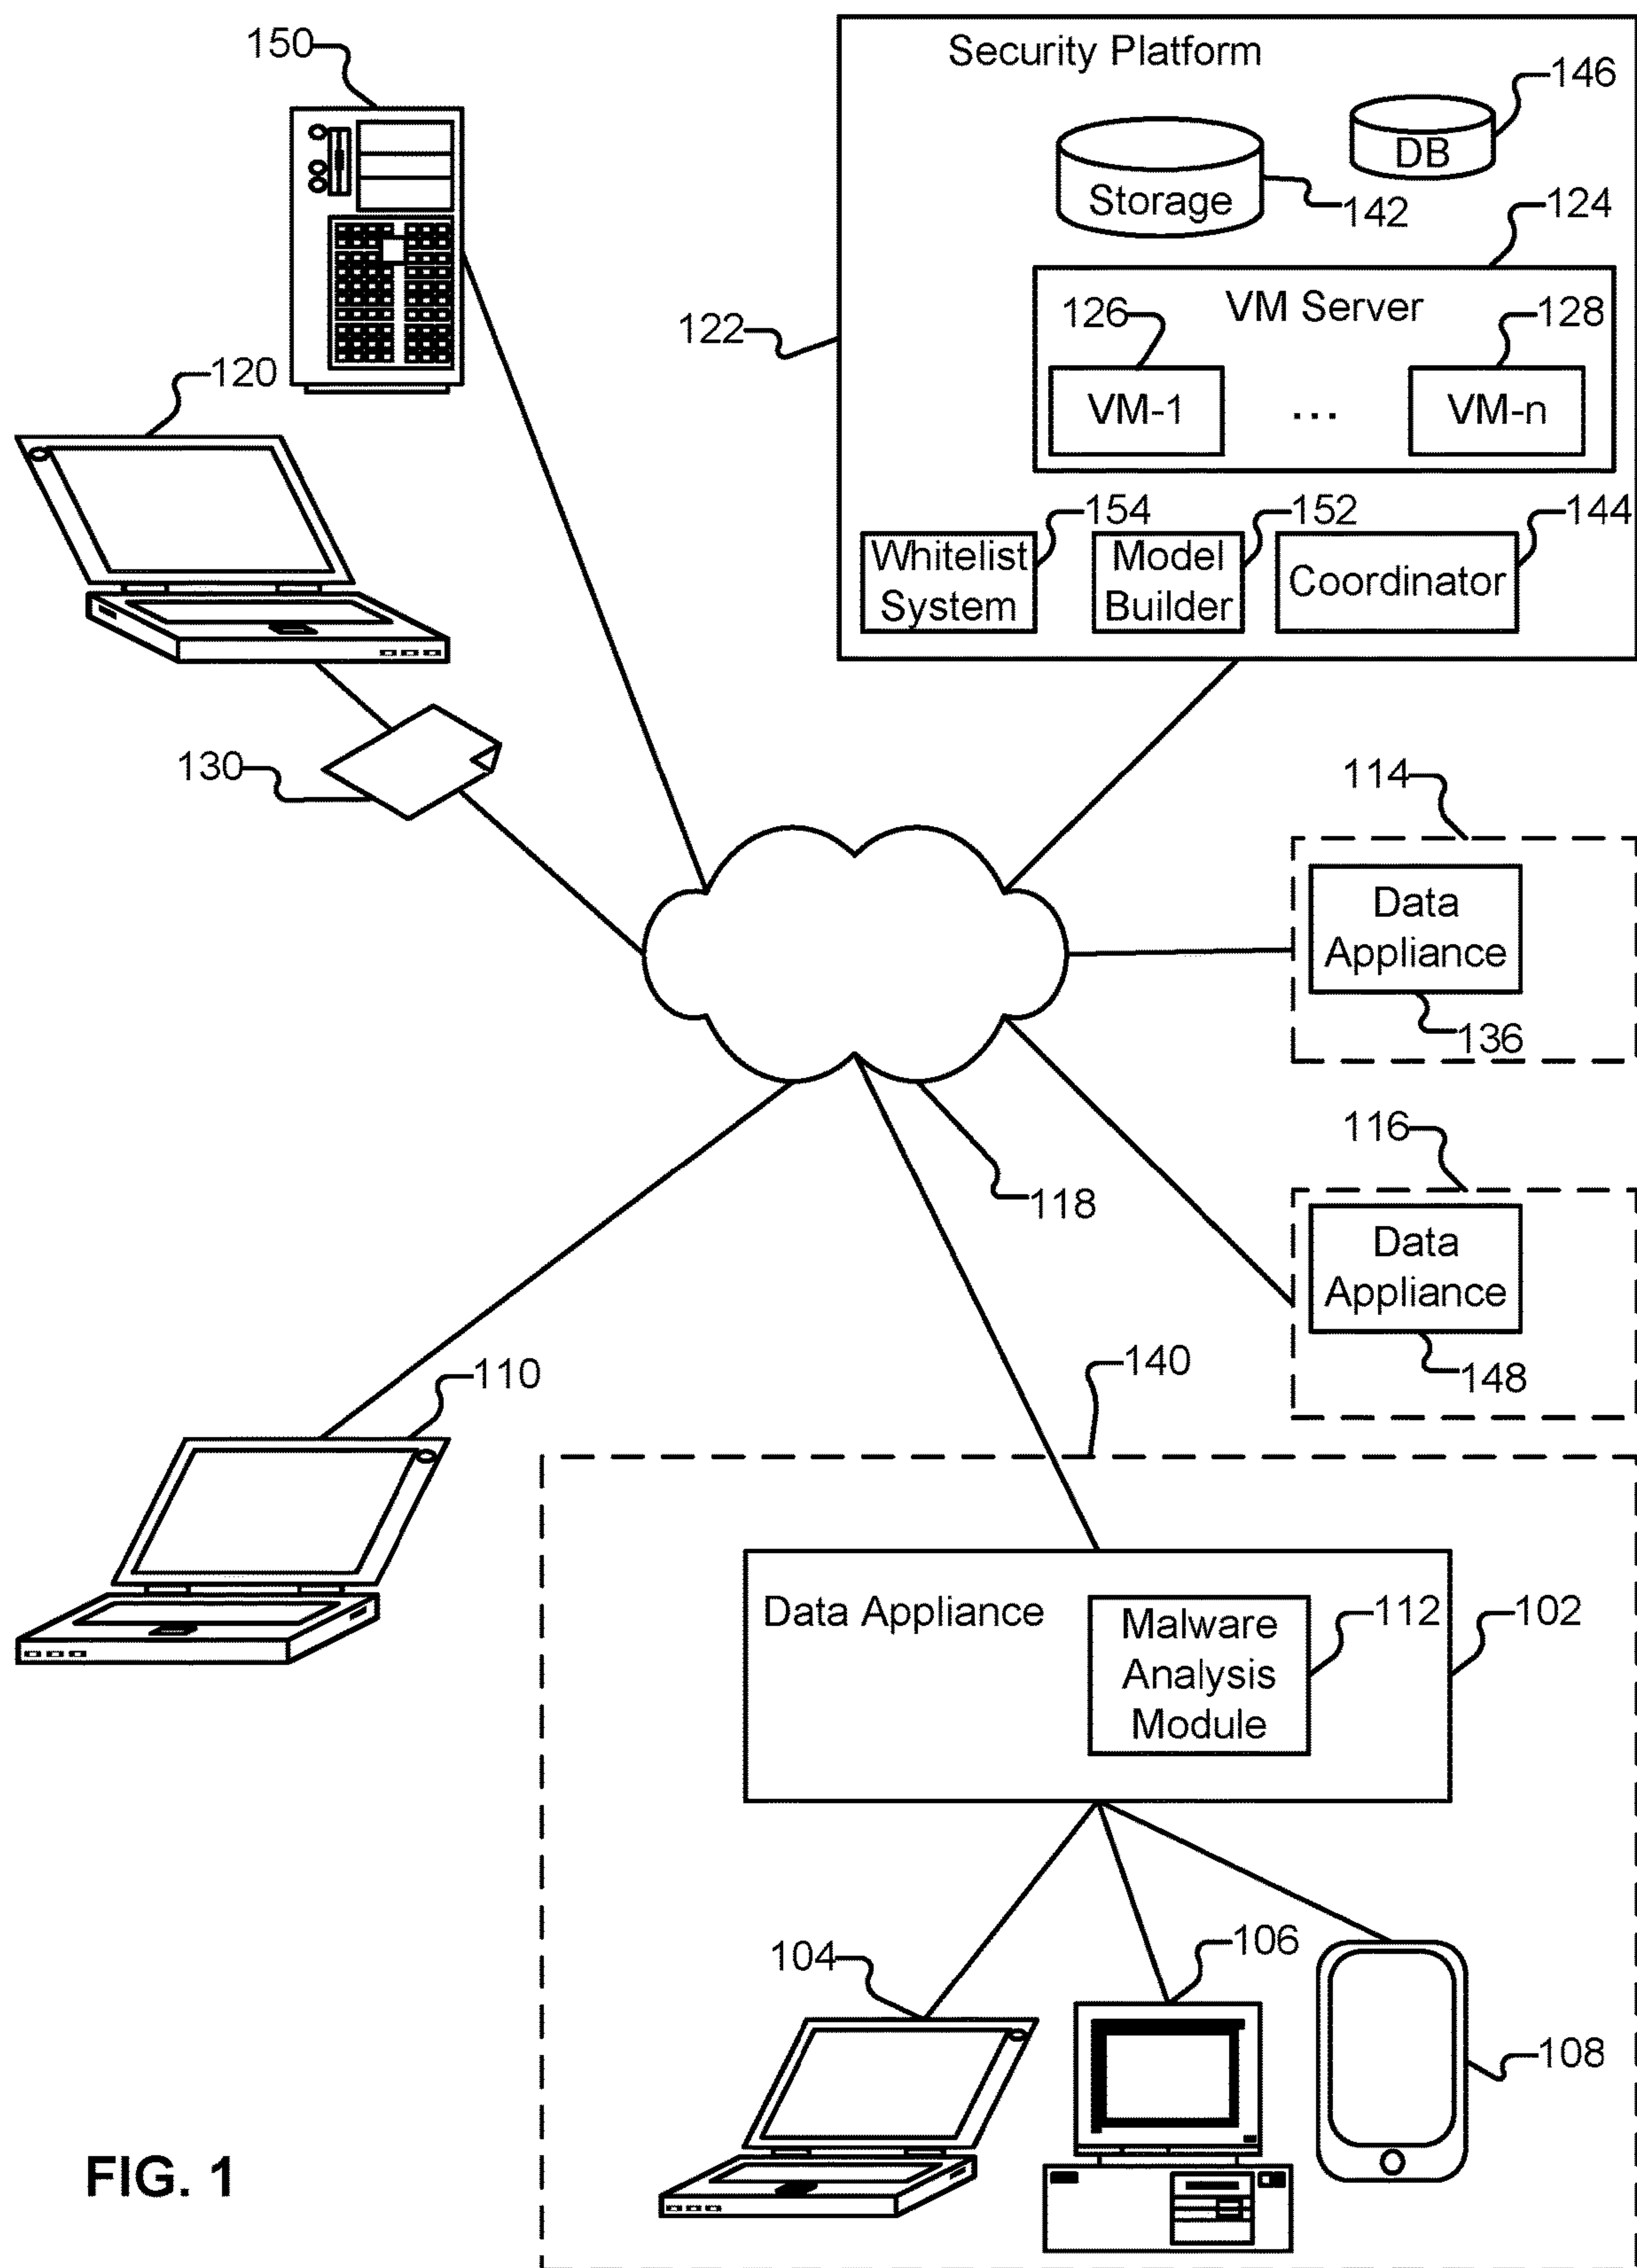 150
Security Platform
146
DB
Storage
142
124
120
122
126
VM Server
128
VM-1
...
VM-n
154
152
144
Whitelist
System
Model
Builder
Coordinator
130
114
Data
Appliance
136
116
118
Data
Appliance
148
140
110
Data Appliance
Malware
Analysis
Module
112
102
104
106
108
FIG. 1